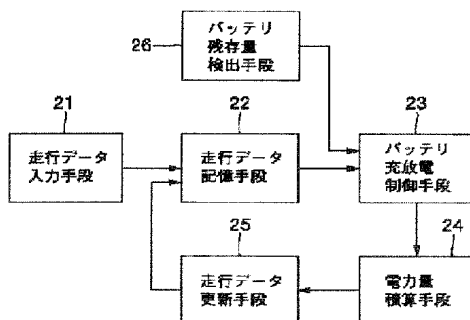 26
バッテリ
残存量
検出手段
21
走行データ
入力手段
22
走行データ
記憶手段
23
バッテリ
充放電
制御手段
25
走行データ
更新手段
24
電力量
積算手段